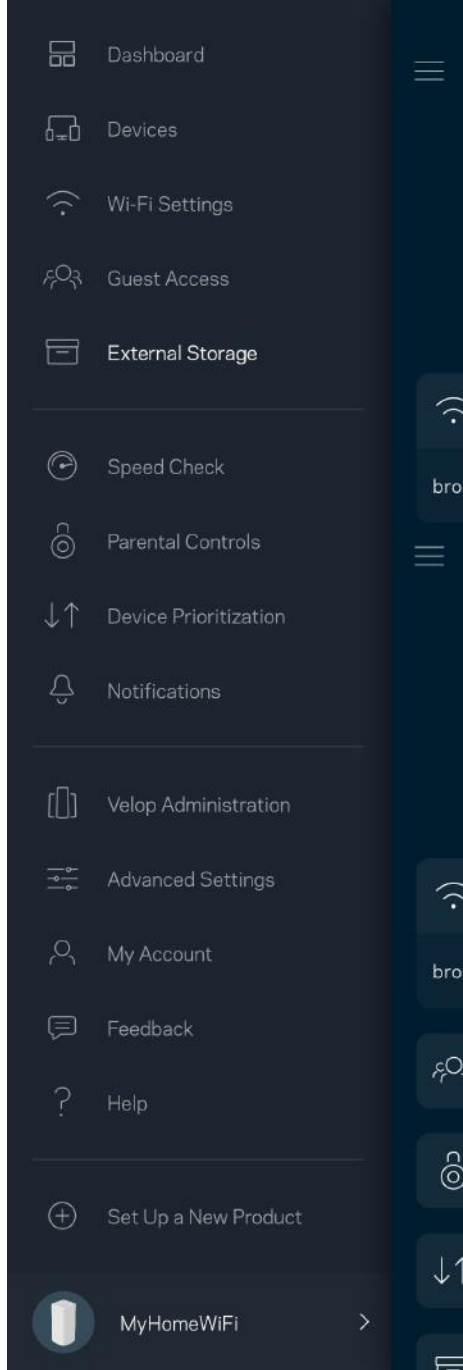 Dashboard
Devices
Wi-Fi Settings
Guest Access
External Storage
Speed Check
Parental Controls
Device Prioritization
Notifications
Velop Administration
Advanced Settings
My Account
Feedback
Help
Set Up a New Product
MyHomeWiFi
bro
bro